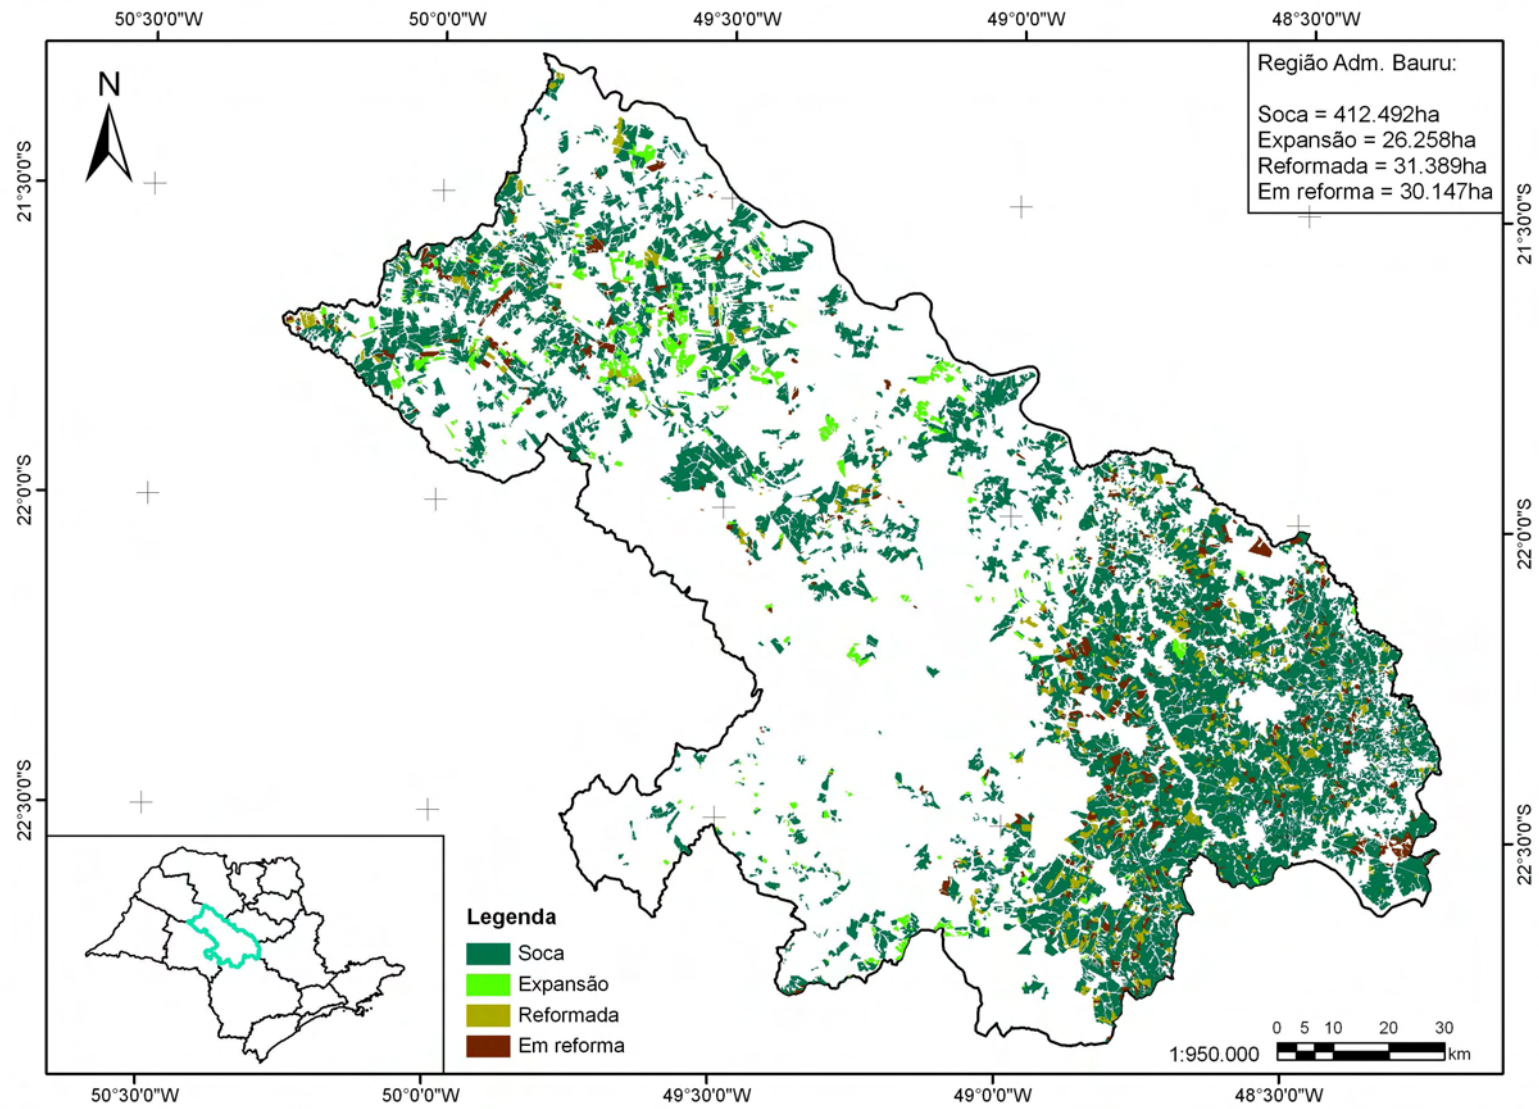 50°30'0"W 50°0'0"W 49°30'0"W 49°0'0"W 48°30'0"W
N
Região Adm. Bauru:
Soca = 412.492ha
Expansão = 26.258ha
Reformada = 31.389ha
Em reforma = 30.147ha
21°30'0"S
21°30'0"S
22°0'0"S
22°0'0"S
22°30'0"S
22°30'0"S
Legenda
Soca
Expansão
Reformada
Em reforma
0 5 10 20 30
1:950.000 km
50°30'0"W 50°0'0"W 49°30'0"W 49°0'0"W 48°30'0"W